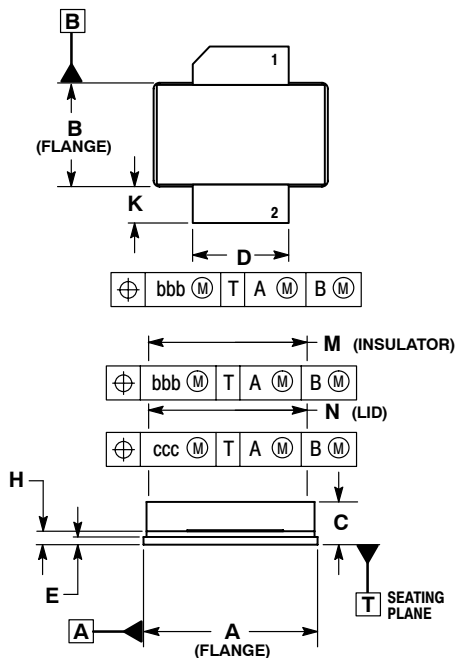 B
1
B
(FLANGE)
K
2
D
⌖ bbb Ⓜ T A Ⓜ B Ⓜ
M (INSULATOR)
⌖ bbb Ⓜ T A Ⓜ B Ⓜ
N (LID)
⌖ ccc Ⓜ T A Ⓜ B Ⓜ
H
C
E
T SEATING
PLANE
A
A
(FLANGE)